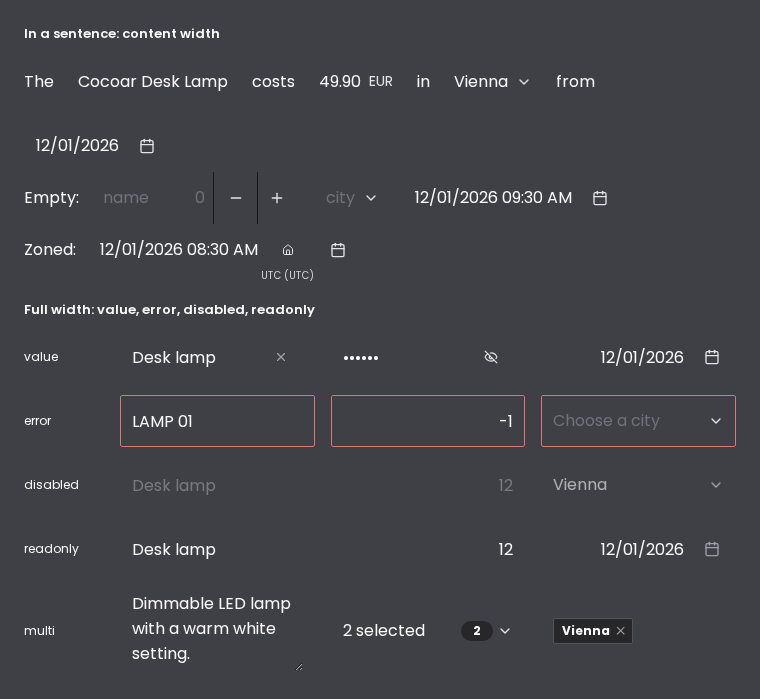 In a sentence: content width
The Cocoar Desk Lamp costs 49.90 EUR in Vienna from
12/01/2026
Empty: name 0 city 12/01/2026 09:30 AM
Zoned: 12/01/2026 08:30 AM
UTC (UTC)
Full width: value, error, disabled, readonly
value Desk lamp •••••• 12/01/2026
error LAMP 01 -1 Choose a city
disabled Desk lamp 12 Vienna
readonly Desk lamp 12 12/01/2026
Dimmable LED lamp
multi with a warm white 2 selected 2 Vienna
setting.